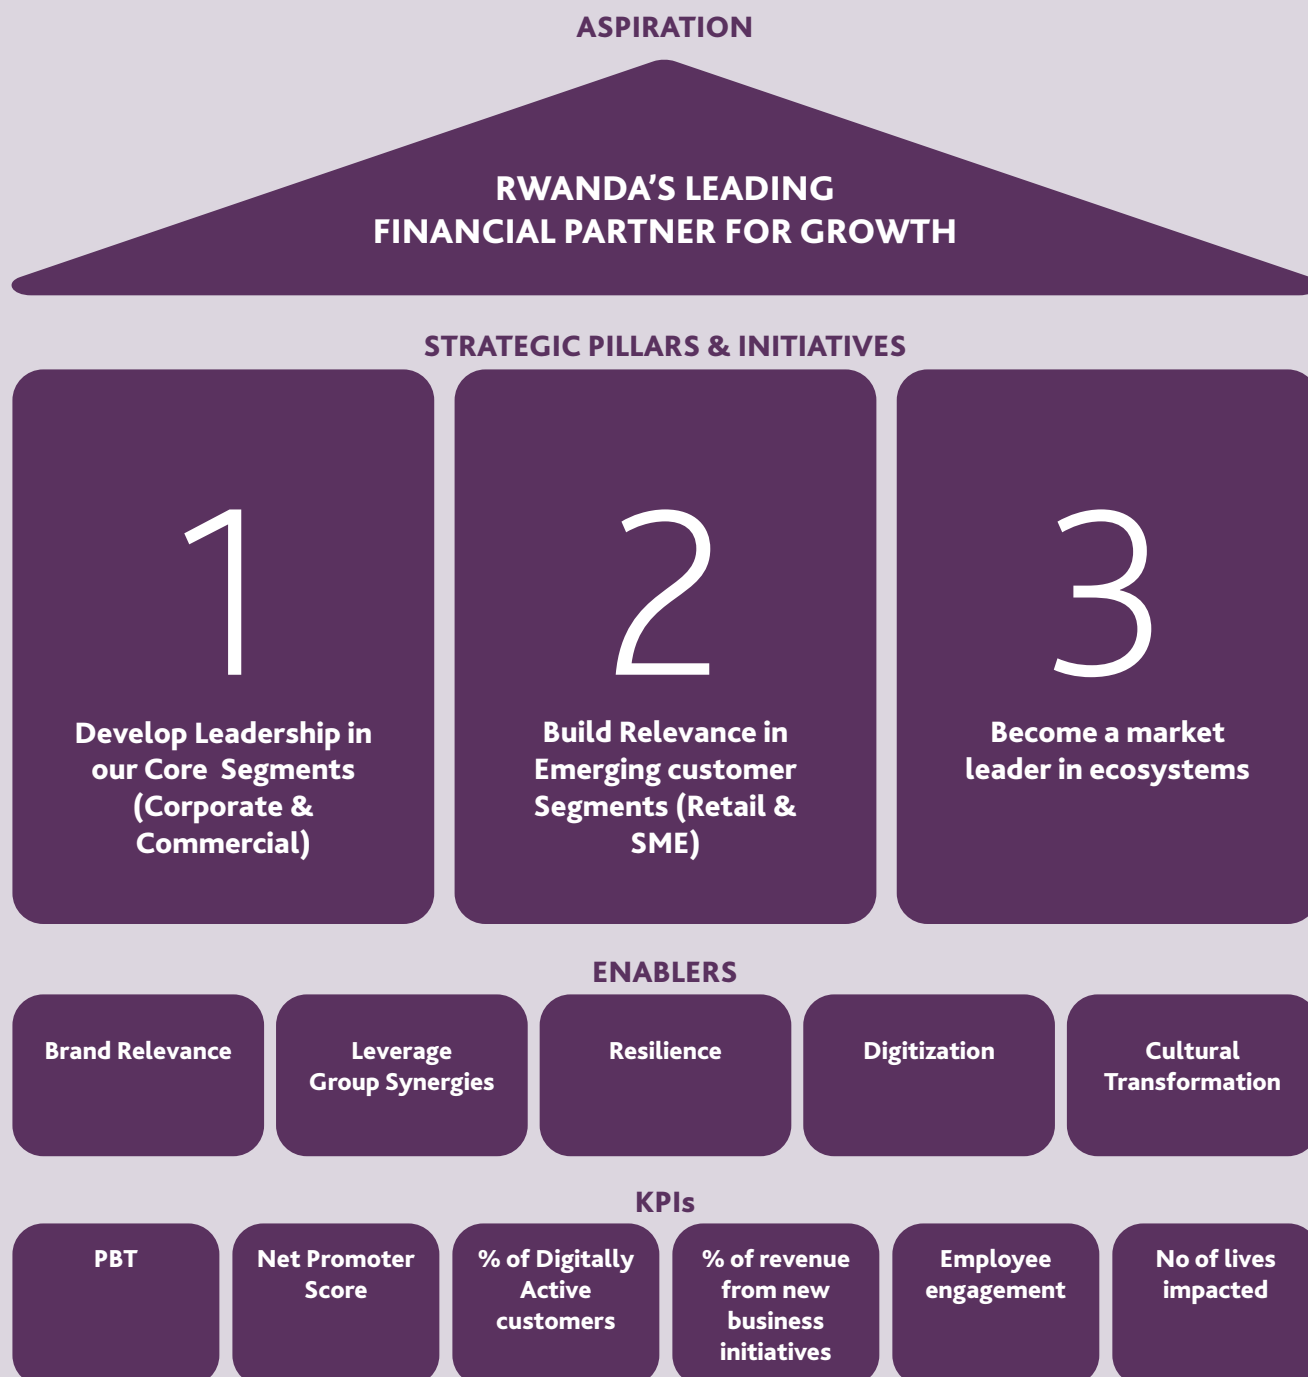 ASPIRATION
RWANDA’S LEADING
FINANCIAL PARTNER FOR GROWTH
STRATEGIC PILLARS & INITIATIVES
1
Develop Leadership in
our Core Segments
(Corporate &
Commercial)
2
Build Relevance in
Emerging customer
Segments (Retail &
SME)
3
Become a market
leader in ecosystems
ENABLERS
Brand Relevance
Leverage
Group Synergies
Resilience
Digitization
Cultural
Transformation
KPIs
PBT
Net Promoter
Score
% of Digitally
Active
customers
% of revenue
from new
business
initiatives
Employee
engagement
No of lives
impacted